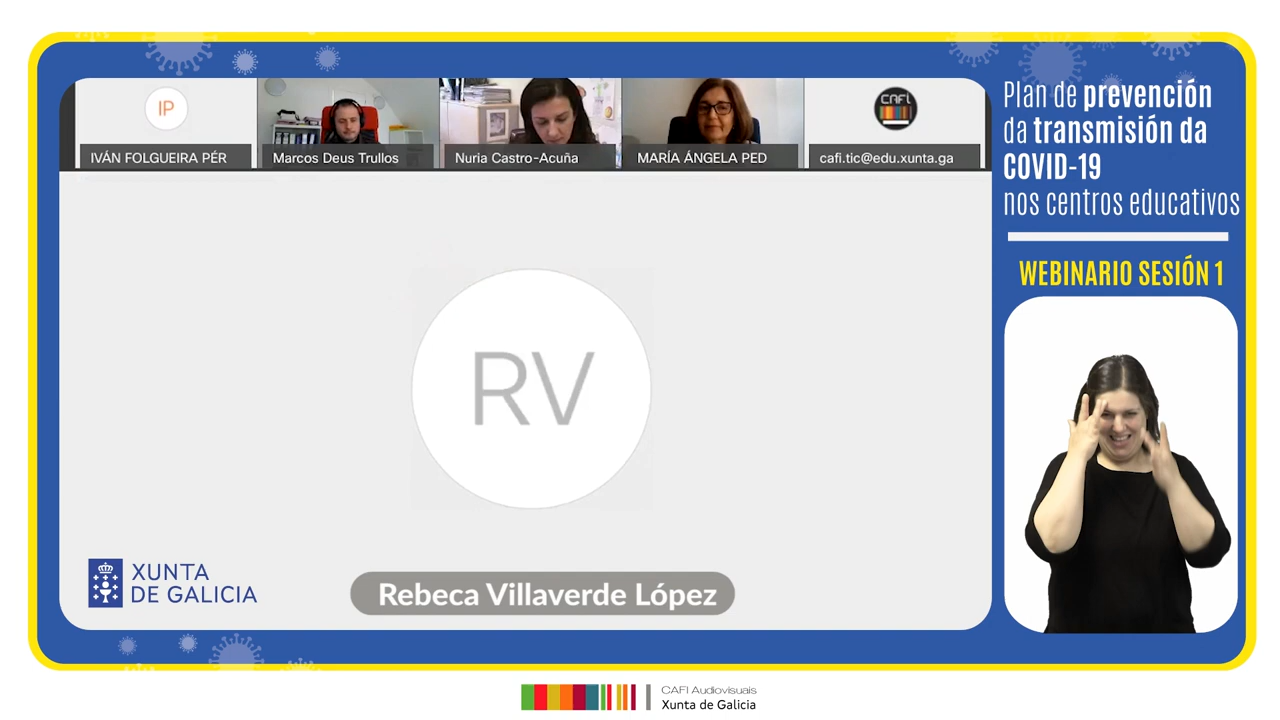 IP
IVÁN FOLGUEIRA PÉR
Marcos Deus Trullos
Nuria Castro-Acuña
MARÍA ÁNGELA PED
CAFI
cafi.tic@edu.xunta.ga
RV
XUNTA
DE GALICIA
Rebeca Villaverde López
Plan de prevención
da transmisión da
COVID-19
nos centros educativos
WEBINARIO SESIÓN 1
CAFI Audiovisuais
Xunta de Galicia